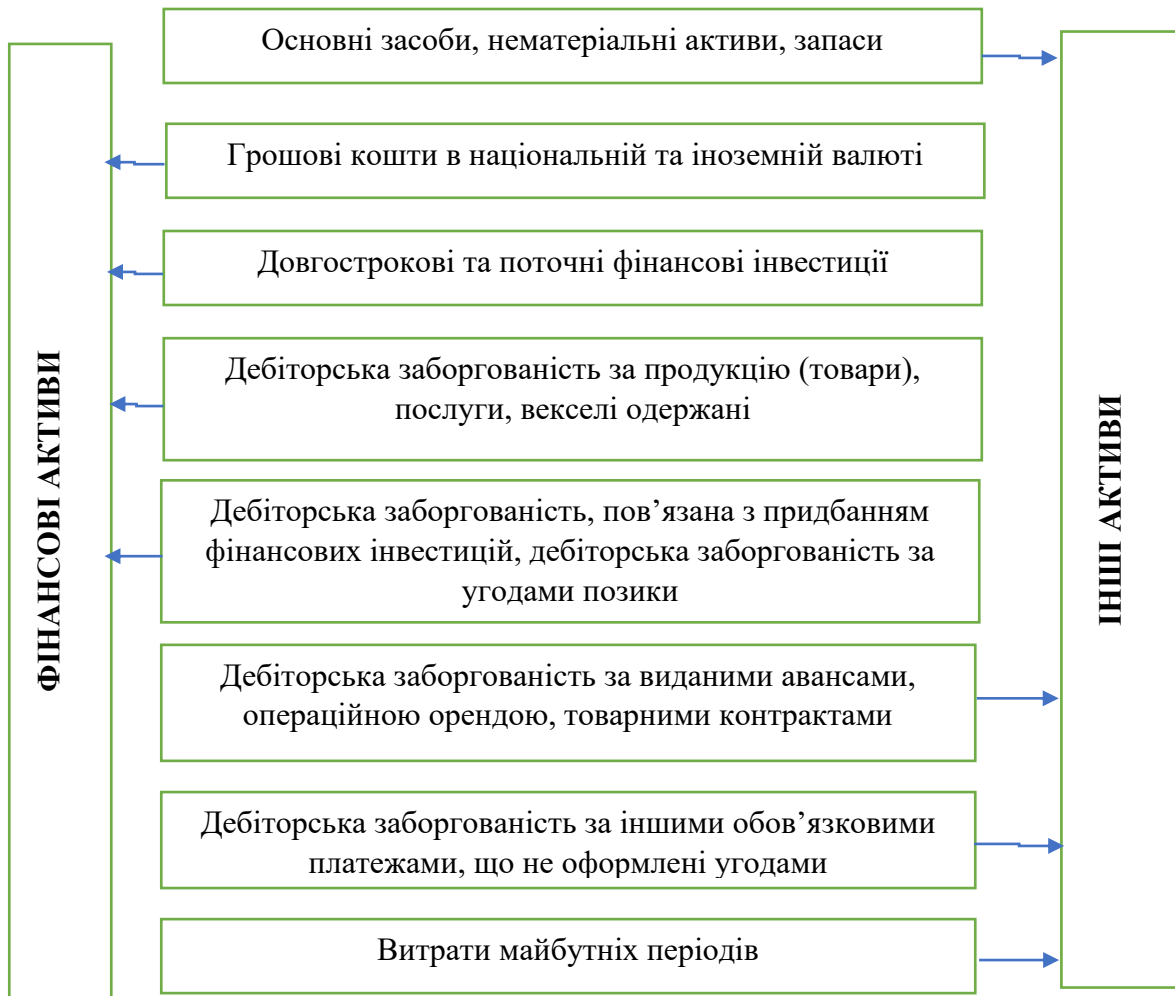 Основні засоби, нематеріальні активи, запаси
Грошові кошти в національній та іноземній валюті
Довгострокові та поточні фінансові інвестиції
Дебіторська заборгованість за продукцію (товари),
послуги, векселі одержані
Дебіторська заборгованість, пов’язана з придбанням
фінансових інвестицій, дебіторська заборгованість за
угодами позики
Дебіторська заборгованість за виданими авансами,
операційною орендою, товарними контрактами
Дебіторська заборгованість за іншими обов’язковими
платежами, що не оформлені угодами
Витрати майбутніх періодів
ФІНАНСОВІ АКТИВИ
ІНШІ АКТИВИ